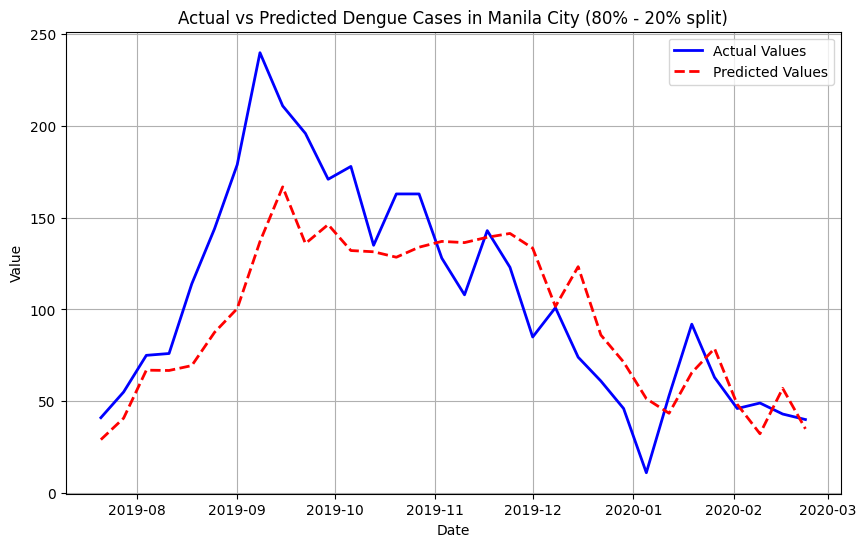 Actual vs Predicted Dengue Cases in Manila City (80% - 20% split)
Actual Values
Predicted Values
250
200
150
100
50
0
Value
2019-08 2019-09 2019-10 2019-11 2019-12 2020-01 2020-02 2020-03
Date